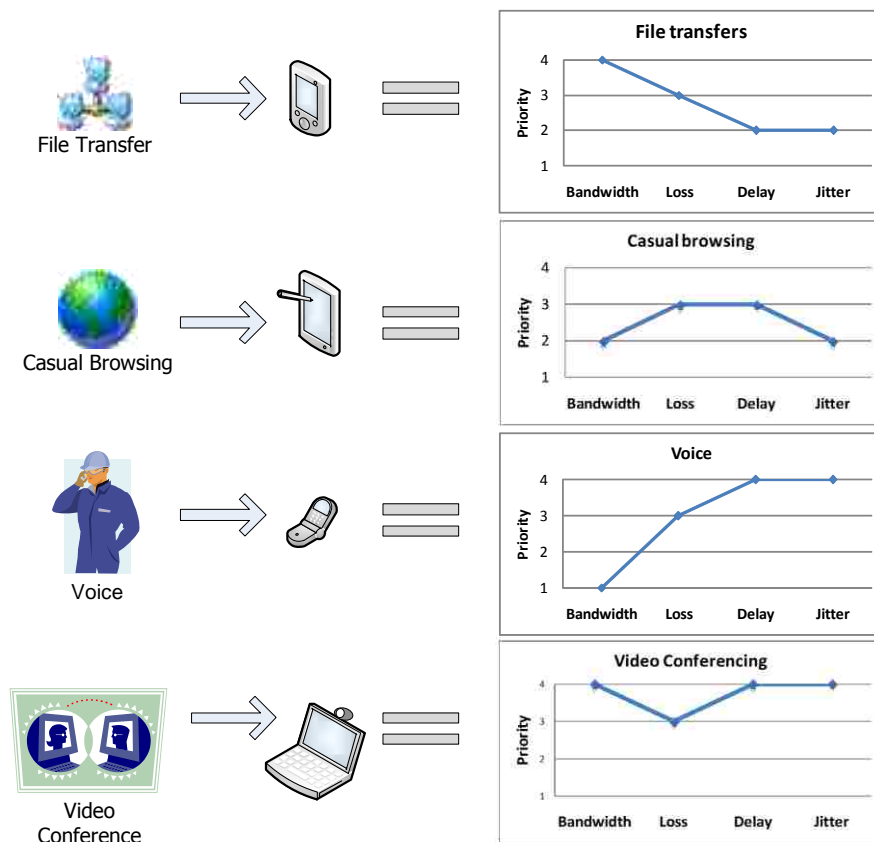 File Transfer
File transfers
Priority
4
3
2
1
Bandwidth Loss Delay Jitter
Casual Browsing
Casual browsing
Priority
4
3
2
1
Bandwidth Loss Delay Jitter
Voice
Voice
Priority
4
3
2
1
Bandwidth Loss Delay Jitter
Video
Conference
Video Conferencing
Priority
4
3
2
1
Bandwidth Loss Delay Jitter